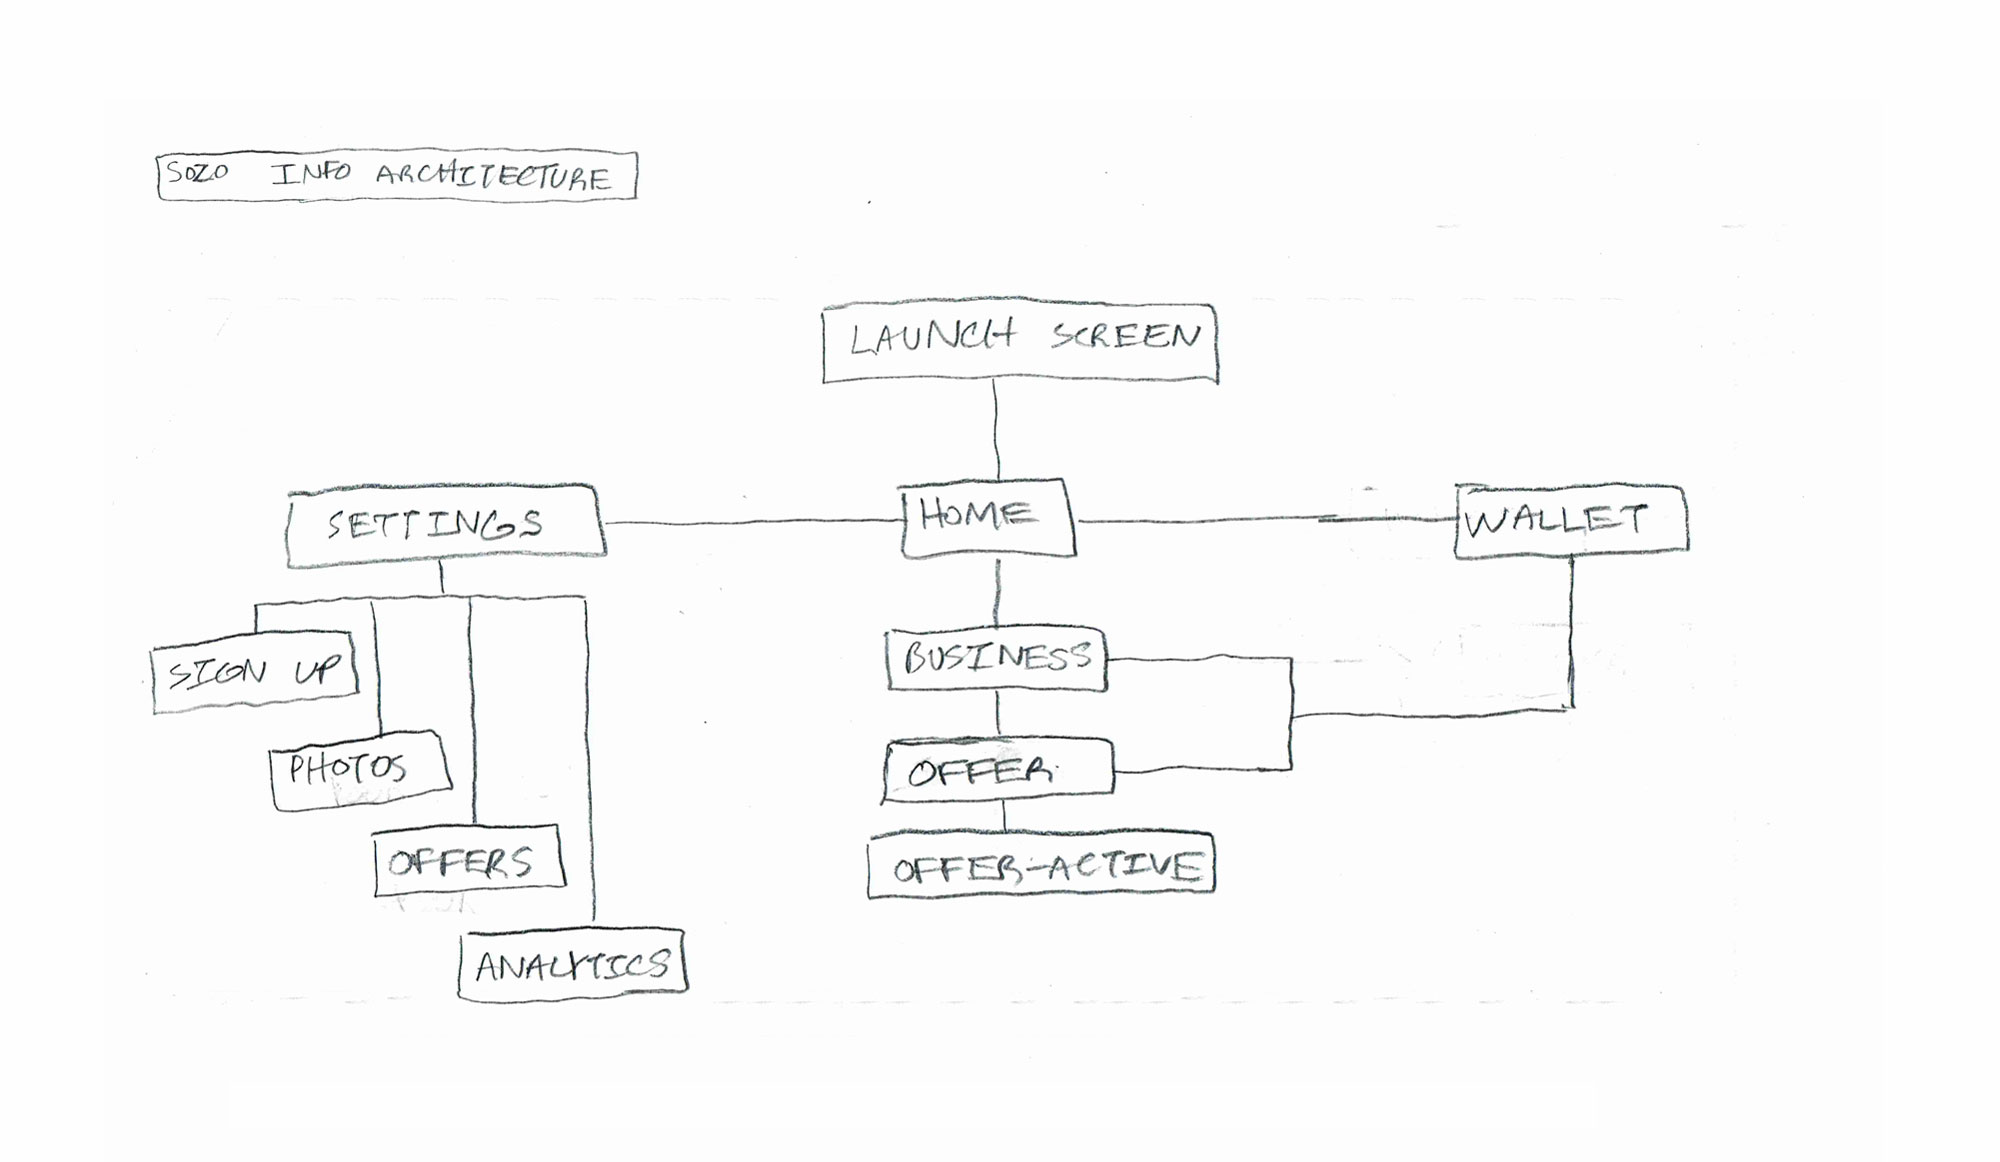 SOZO INFO ARCHITECTURE
LAUNCH SCREEN
SETTINGS
HOME
WALLET
SIGN UP
BUSINESS
PHOTOS
OFFER
OFFERS
OFFER-ACTIVE
ANALYTICS